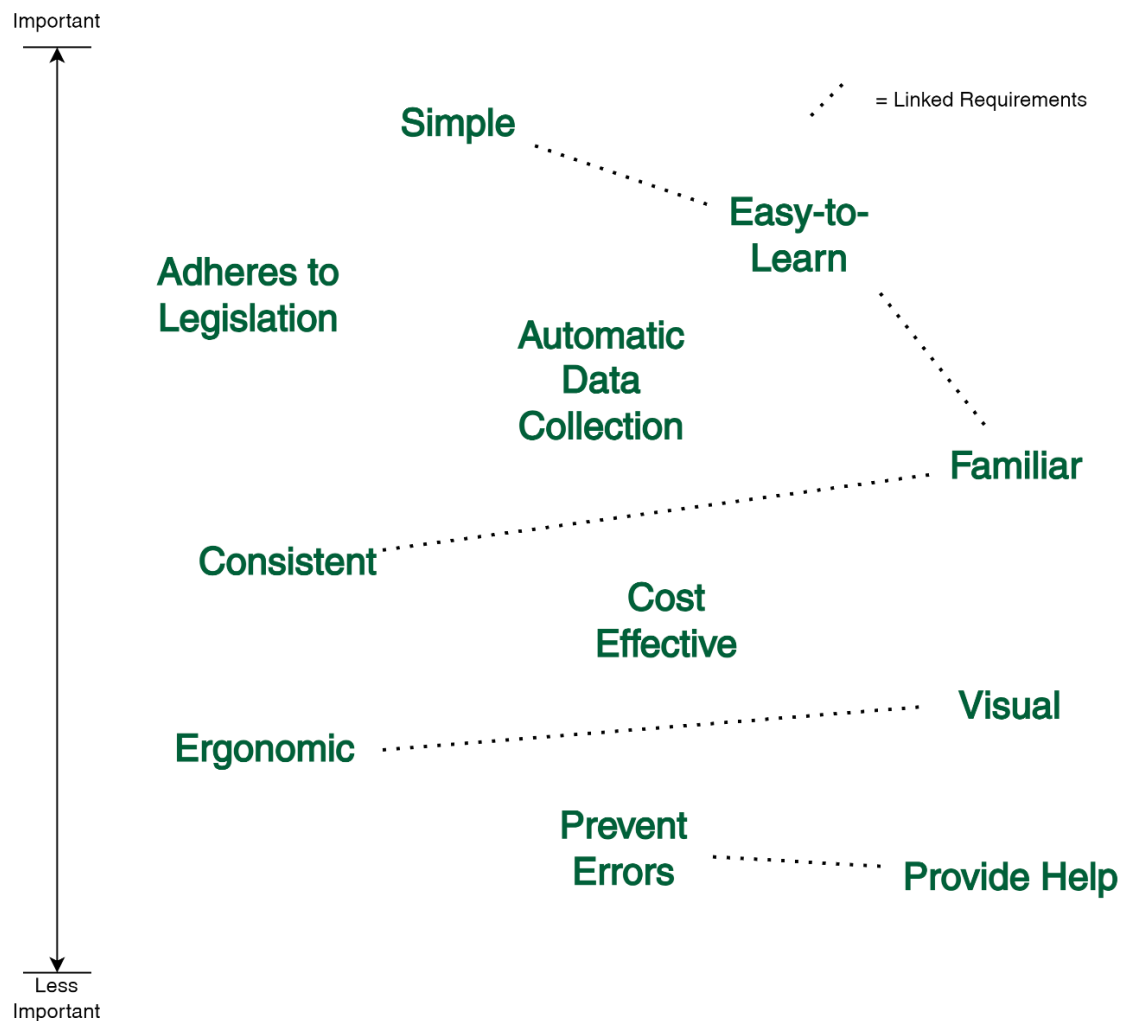 Important
= Linked Requirements
Simple
Easy-to-
Learn
Adheres to
Legislation
Automatic
Data
Collection
Familiar
Consistent
Cost
Effective
Visual
Ergonomic
Prevent
Errors
Provide Help
Less
Important